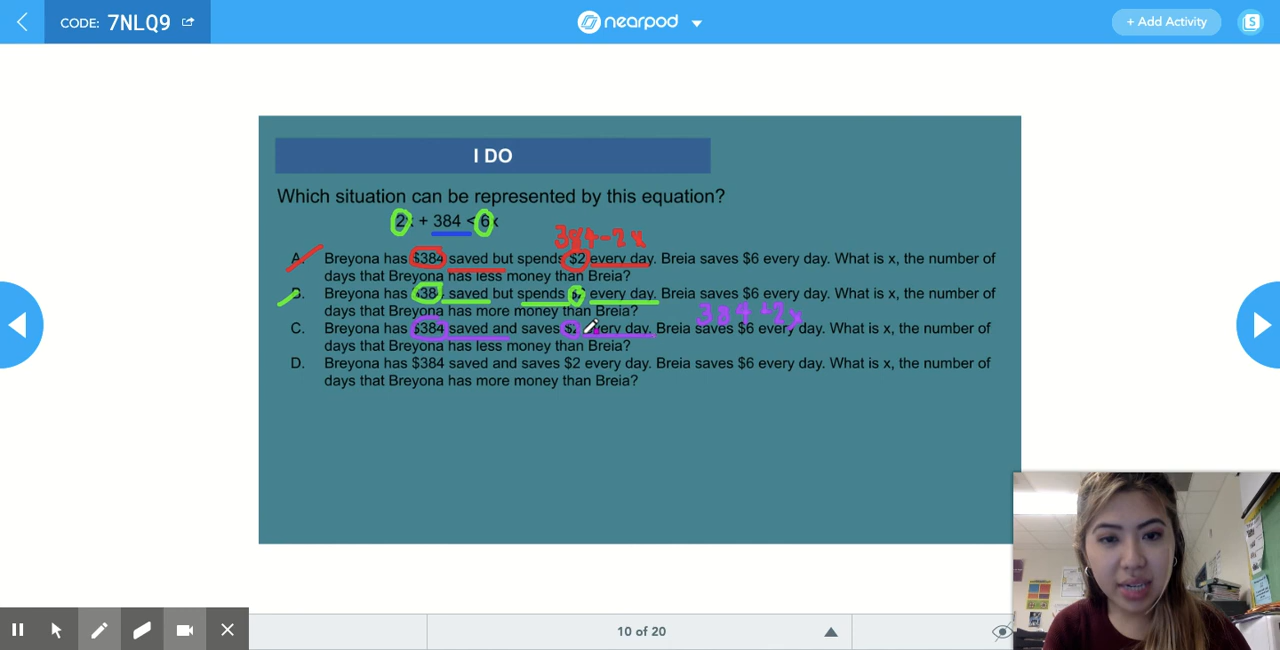 CODE: 7NLQ9
nearpod
+ Add Activity
S
I DO
Which situation can be represented by this equation?
2x + 384 < 6x
384-2x
A. Breyona has $384 saved but spends $2 every day. Breia saves $6 every day. What is x, the number of
days that Breyona has less money than Breia?
B. Breyona has $384 saved but spends every day. Breia saves $6 every day. What is x, the number of
days that Breyona has more money than Breia?
384+2x
C. Breyona has $384 saved and saves $2 every day. Breia saves $6 every day. What is x, the number of
days that Breyona has less money than Breia?
D. Breyona has $384 saved and saves $2 every day. Breia saves $6 every day. What is x, the number of
days that Breyona has more money than Breia?
10 of 20